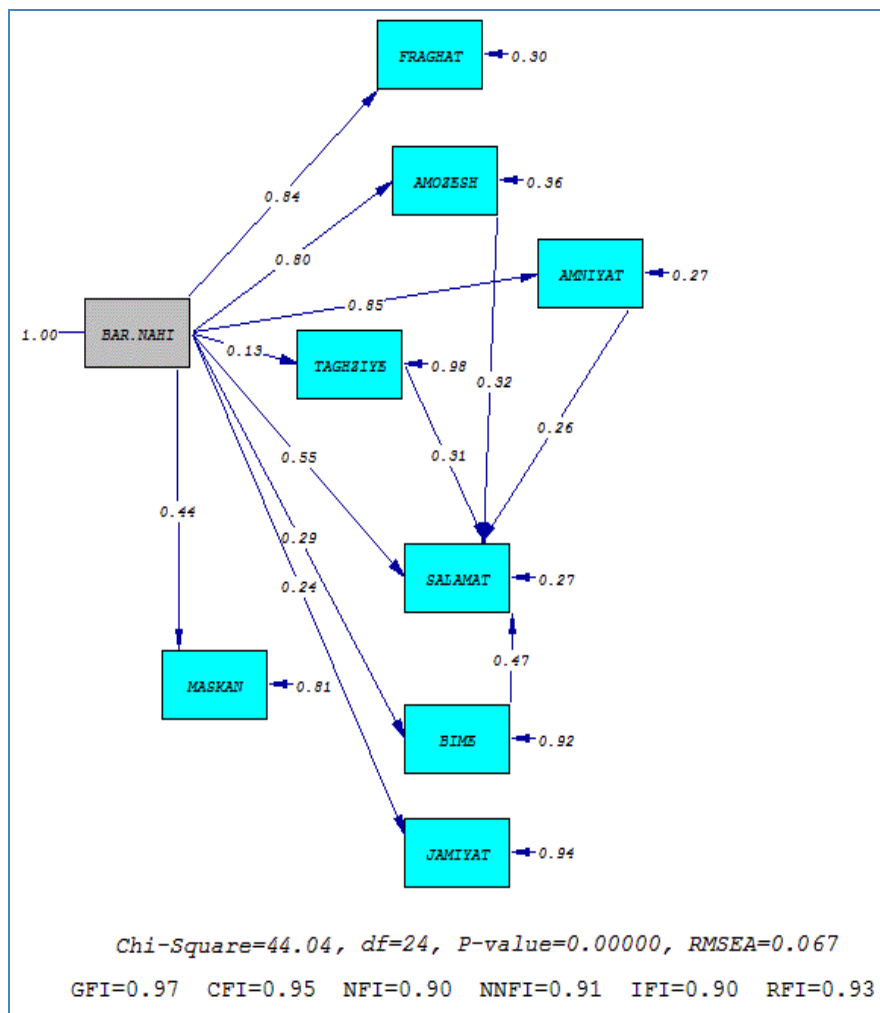 FRAGHAT 0.30
0.84
AMOZESH 0.36
0.80
AMNIYAT 0.27
0.85
1.00 BAR.NAHI
0.13 TAGHZIYE 0.98
0.32
0.26
0.31
0.55
0.44
0.29
0.24
SALAMAT 0.27
0.47
MASKAN 0.81
BIME 0.92
JAMIYAT 0.94
Chi-Square=44.04, df=24, P-value=0.00000, RMSEA=0.067
GFI=0.97 CFI=0.95 NFI=0.90 NNFI=0.91 IFI=0.90 RFI=0.93